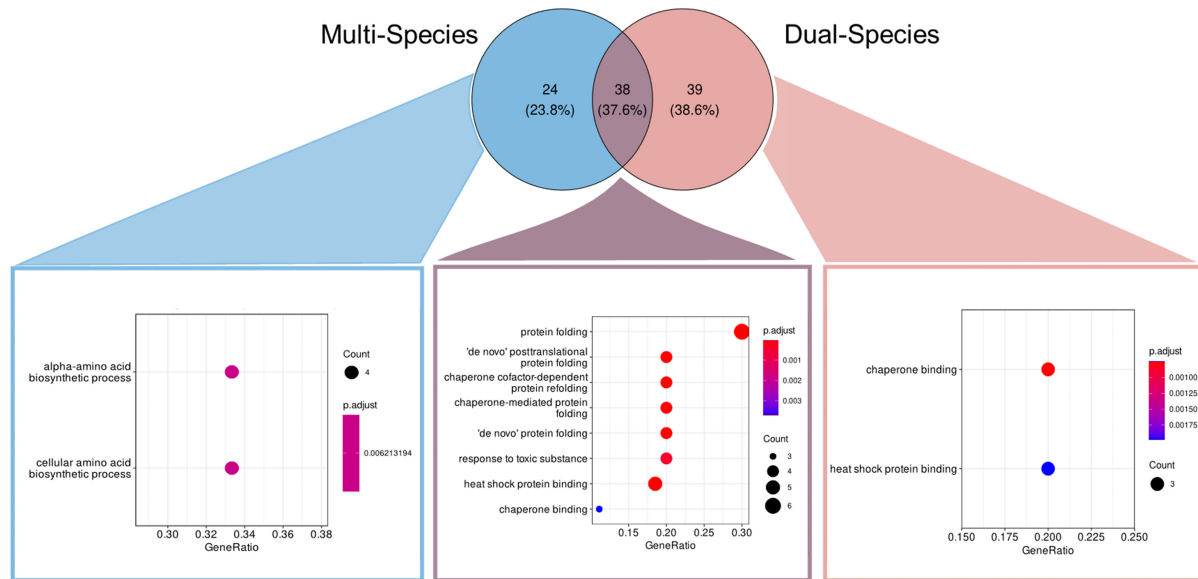 Multi-Species
Dual-Species
24
(23.8%)
38
(37.6%)
39
(38.6%)
alpha-amino acid
biosynthetic process
cellular amino acid
biosynthetic process
0.30 0.32 0.34 0.36 0.38
GeneRatio
Count
4
p.adjust
0.006213194
protein folding
'de novo' posttranslational
protein folding
chaperone cofactor-dependent
protein refolding
chaperone-mediated protein
folding
'de novo' protein folding
response to toxic substance
heat shock protein binding
chaperone binding
0.15 0.20 0.25 0.30
GeneRatio
p.adjust
0.001
0.002
0.003
Count
3
4
5
6
chaperone binding
heat shock protein binding
0.150 0.175 0.200 0.225 0.250
GeneRatio
p.adjust
0.00100
0.00125
0.00150
0.00175
Count
3